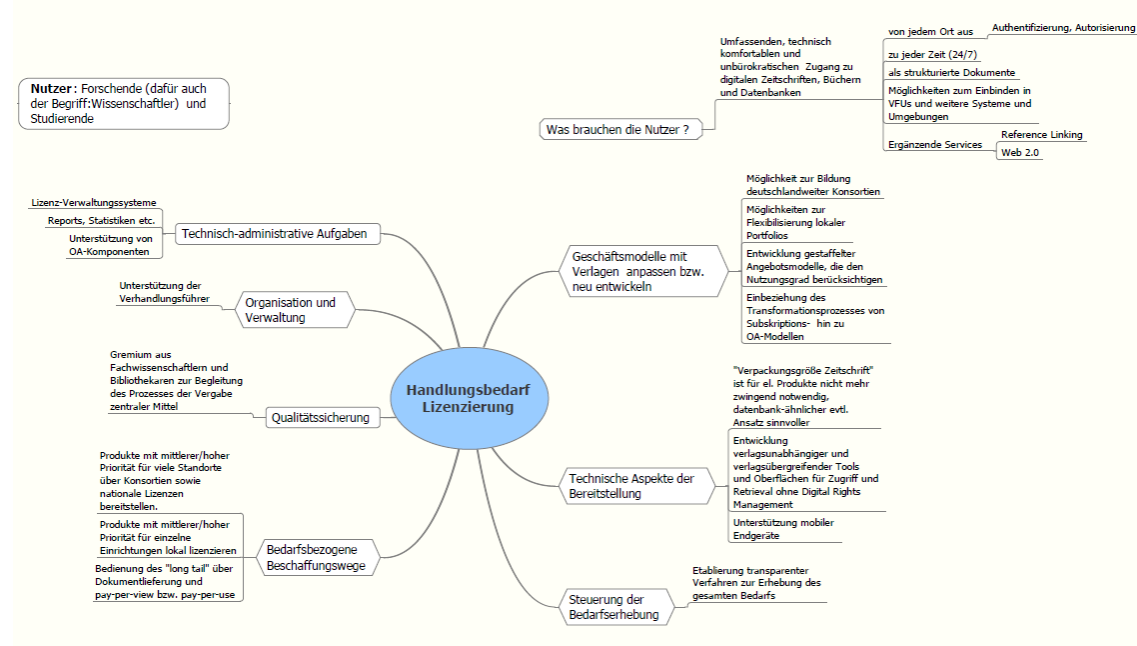 Nutzer: Forschende (dafür auch
der Begriff:Wissenschaftler) und
Studierende
Was brauchen die Nutzer ?
Umfassenden, technisch
komfortablen und
unbürokratischen Zugang zu
digitalen Zeitschriften, Büchern
und Datenbanken
von jedem Ort aus
Authentifizierung, Autorisierung
zu jeder Zeit (24/7)
als strukturierte Dokumente
Möglichkeiten zum Einbinden in
VFUs und weitere Systeme und
Umgebungen
Ergänzende Services
Reference Linking
Web 2.0
Handlungsbedarf
Lizenzierung
Technisch-administrative Aufgaben
Lizenz-Verwaltungssysteme
Reports, Statistiken etc.
Unterstützung von
OA-Komponenten
Organisation und
Verwaltung
Unterstützung der
Verhandlungsführer
Qualitätssicherung
Gremium aus
Fachwissenschaftlern und
Bibliothekaren zur Begleitung
des Prozesses der Vergabe
zentraler Mittel
Bedarfsbezogene
Beschaffungswege
Produkte mit mittlerer/hoher
Priorität für viele Standorte
über Konsortien sowie
nationale Lizenzen
bereitstellen.
Produkte mit mittlerer/hoher
Priorität für einzelne
Einrichtungen lokal lizenzieren
Bedienung des "long tail" über
Dokumentlieferung und
pay-per-view bzw. pay-per-use
Geschäftsmodelle mit
Verlagen anpassen bzw.
neu entwickeln
Möglichkeit zur Bildung
deutschlandweiter Konsortien
Möglichkeiten zur
Flexibilisierung lokaler
Portfolios
Entwicklung gestaffelter
Angebotsmodelle, die den
Nutzungsgrad berücksichtigen
Einbeziehung des
Transformationsprozesses von
Subskriptions- hin zu
OA-Modellen
Technische Aspekte der
Bereitstellung
"Verpackungsgröße Zeitschrift"
ist für el. Produkte nicht mehr
zwingend notwendig,
datenbank-ähnlicher evtl.
Ansatz sinnvoller
Entwicklung
verlagsunabhängiger und
verlagsübergreifender Tools
und Oberflächen für Zugriff und
Retrieval ohne Digital Rights
Management
Unterstützung mobiler
Endgeräte
Steuerung der
Bedarfserhebung
Etablierung transparenter
Verfahren zur Erhebung des
gesamten Bedarfs